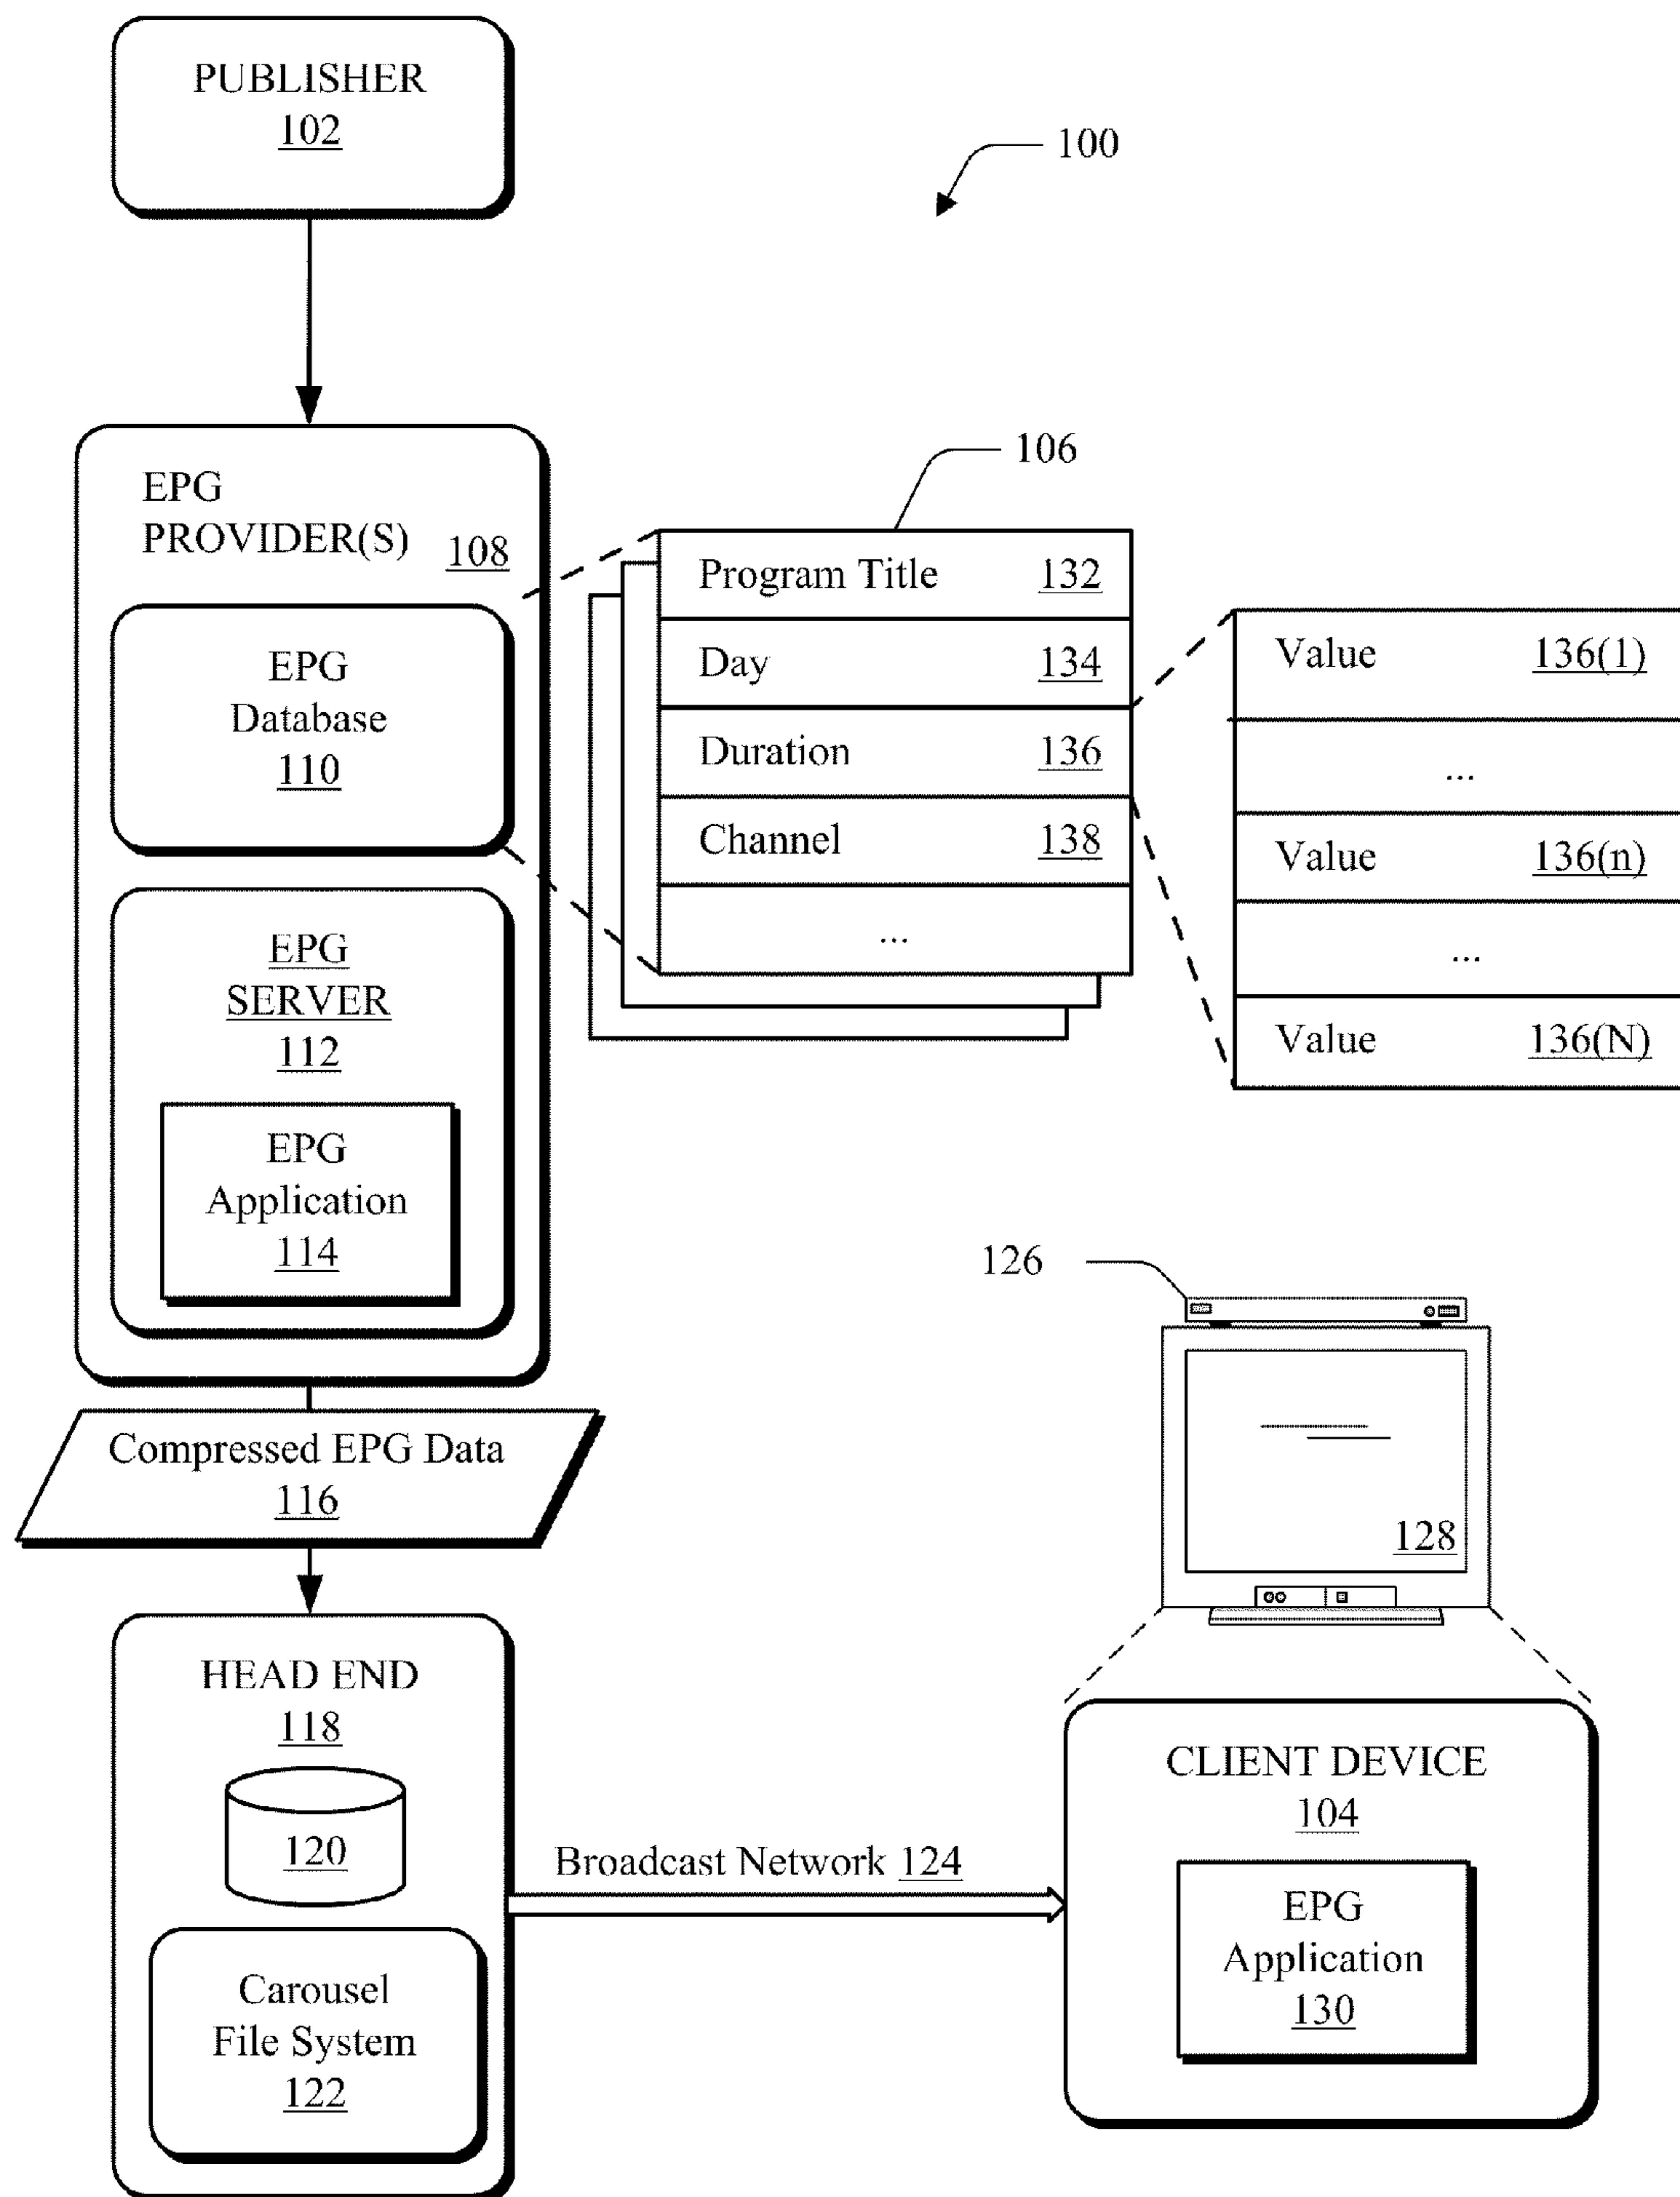 PUBLISHER
102
100
EPG
PROVIDER(S) 108
EPG
Database
110
EPG
SERVER
112
EPG
Application
114
106
Program Title 132
Day 134
Duration 136
Channel 138
...
Value 136(1)
...
Value 136(n)
...
Value 136(N)
Compressed EPG Data
116
HEAD END
118
120
Carousel
File System
122
Broadcast Network 124
126
128
CLIENT DEVICE
104
EPG
Application
130